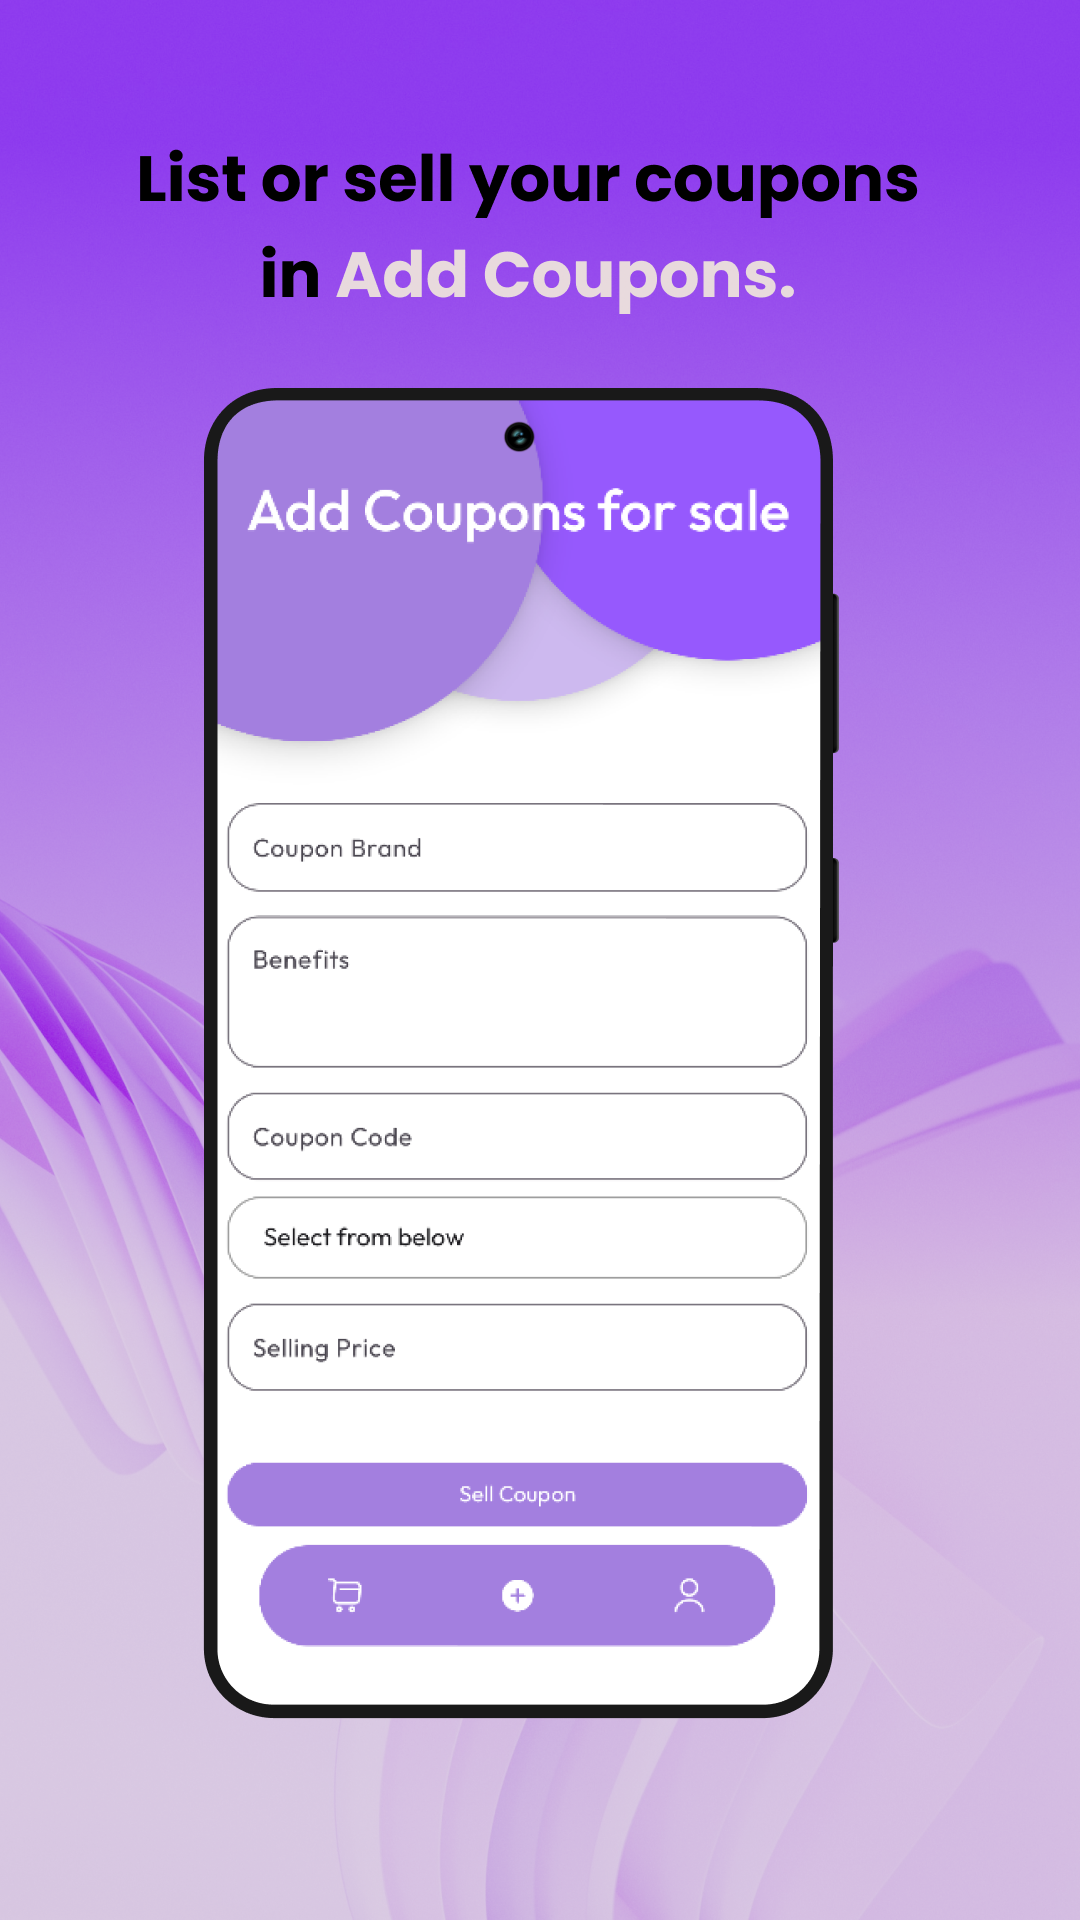 List or sell your coupons
in Add Coupons.
Add Coupons for sale
Coupon Brand
Benefits
Coupon Code
Select from below
Selling Price
Sell Coupon